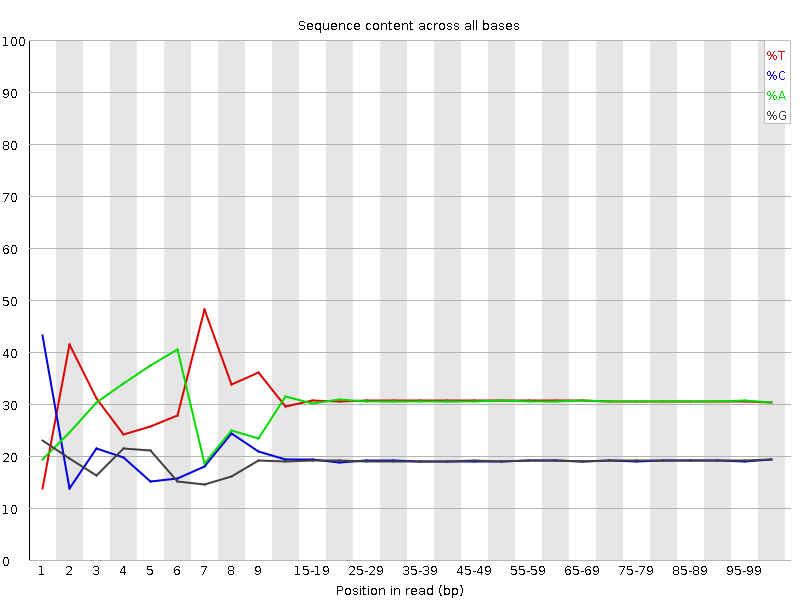 Sequence content across all bases
100
90
80
70
60
50
40
30
20
10
0
%T
%C
%A
%G
1 2 3 4 5 6 7 8 9 15-19 25-29 35-39 45-49 55-59 65-69 75-79 85-89 95-99
Position in read (bp)